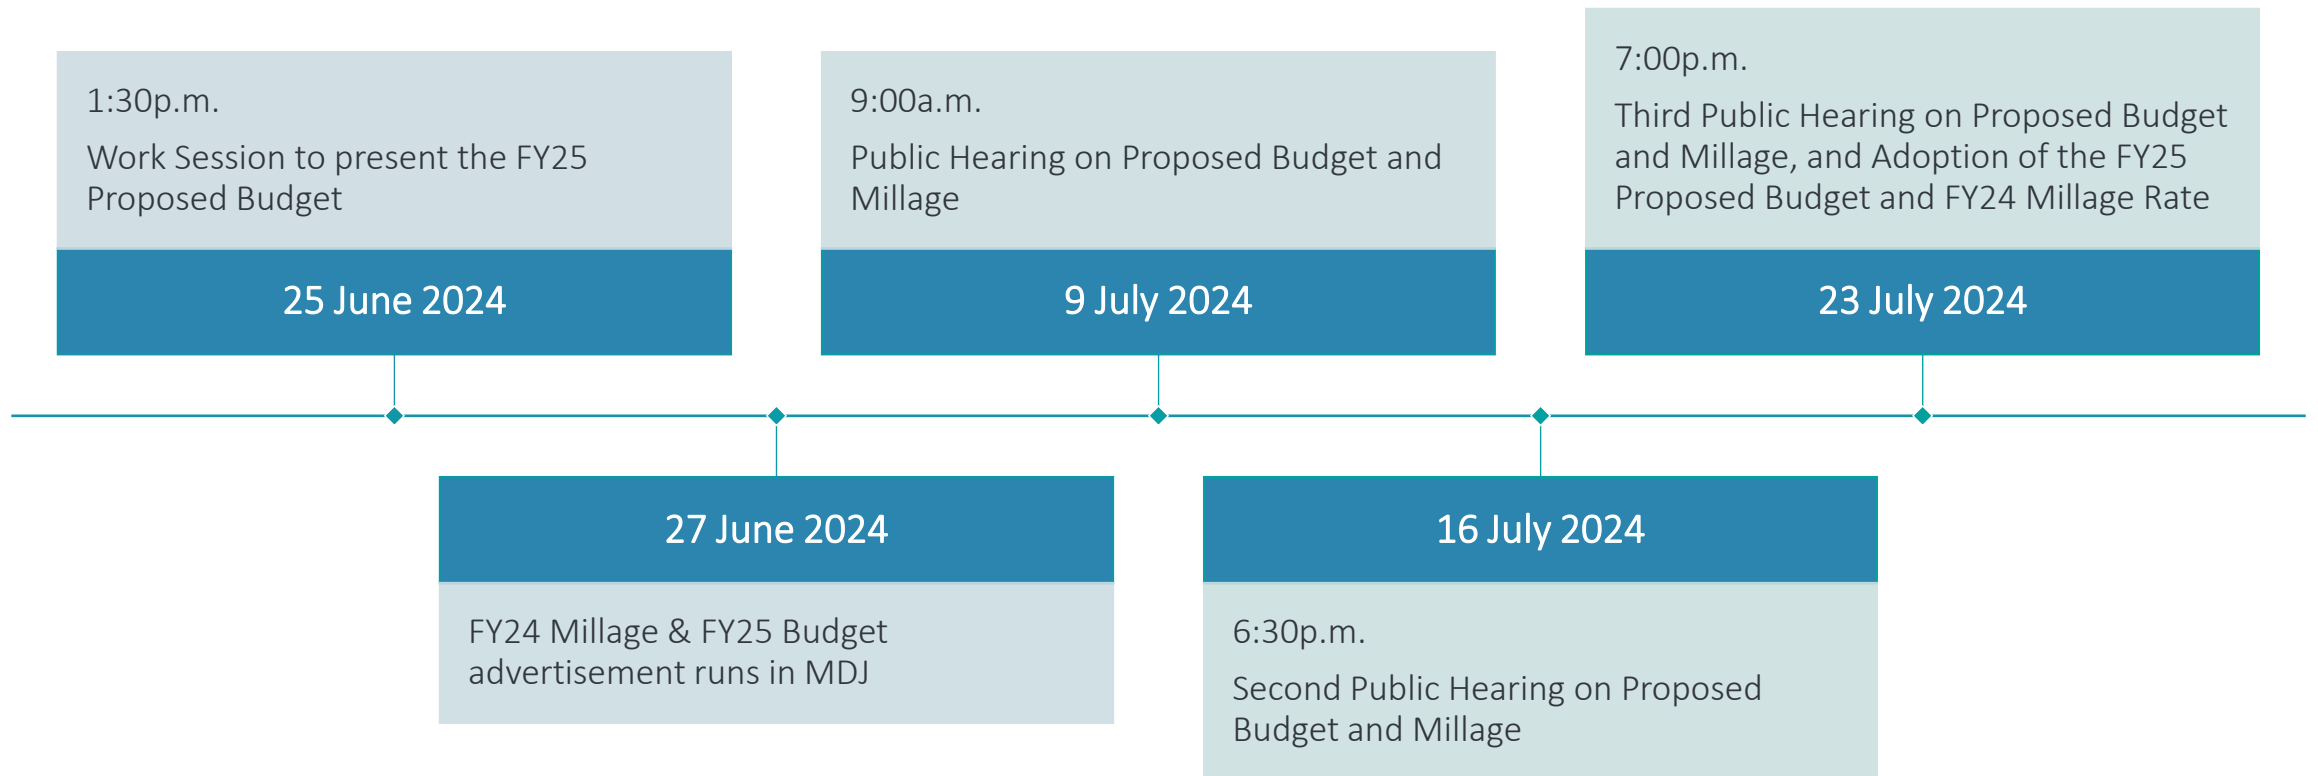 1:30p.m.
Work Session to present the FY25
Proposed Budget
25 June 2024
27 June 2024
FY24 Millage & FY25 Budget
advertisement runs in MDJ
9:00a.m.
Public Hearing on Proposed Budget and
Millage
9 July 2024
16 July 2024
6:30p.m.
Second Public Hearing on Proposed
Budget and Millage
7:00p.m.
Third Public Hearing on Proposed Budget
and Millage, and Adoption of the FY25
Proposed Budget and FY24 Millage Rate
23 July 2024